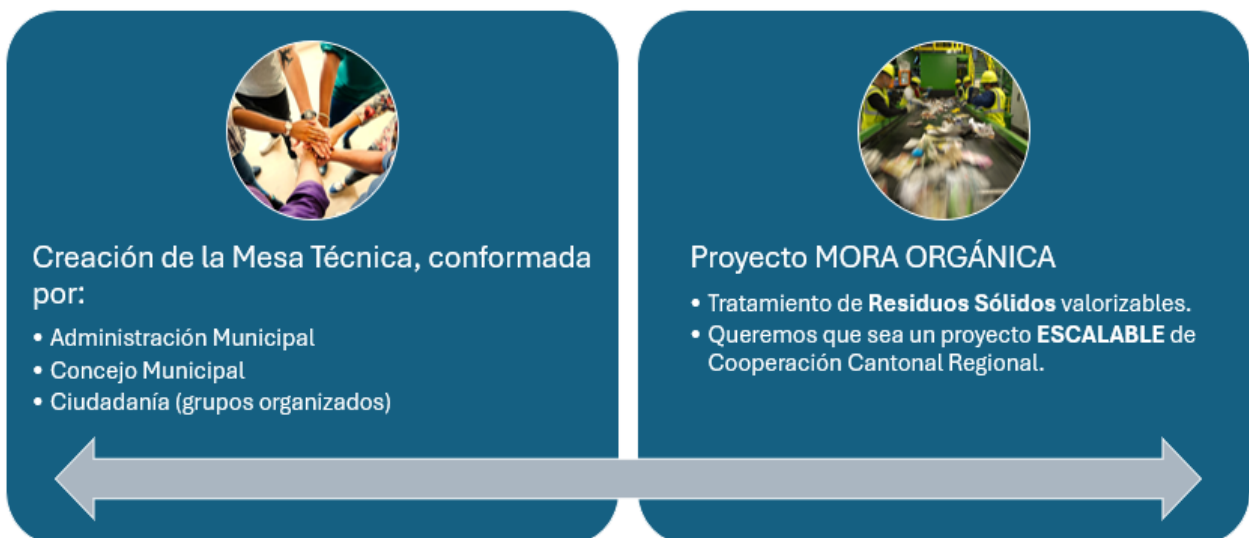 Creación de la Mesa Técnica, conformada
por:
• Administración Municipal
• Concejo Municipal
• Ciudadanía (grupos organizados)
Proyecto MORA ORGÁNICA
• Tratamiento de Residuos Sólidos valorizables.
• Queremos que sea un proyecto ESCALABLE de
Cooperación Cantonal Regional.